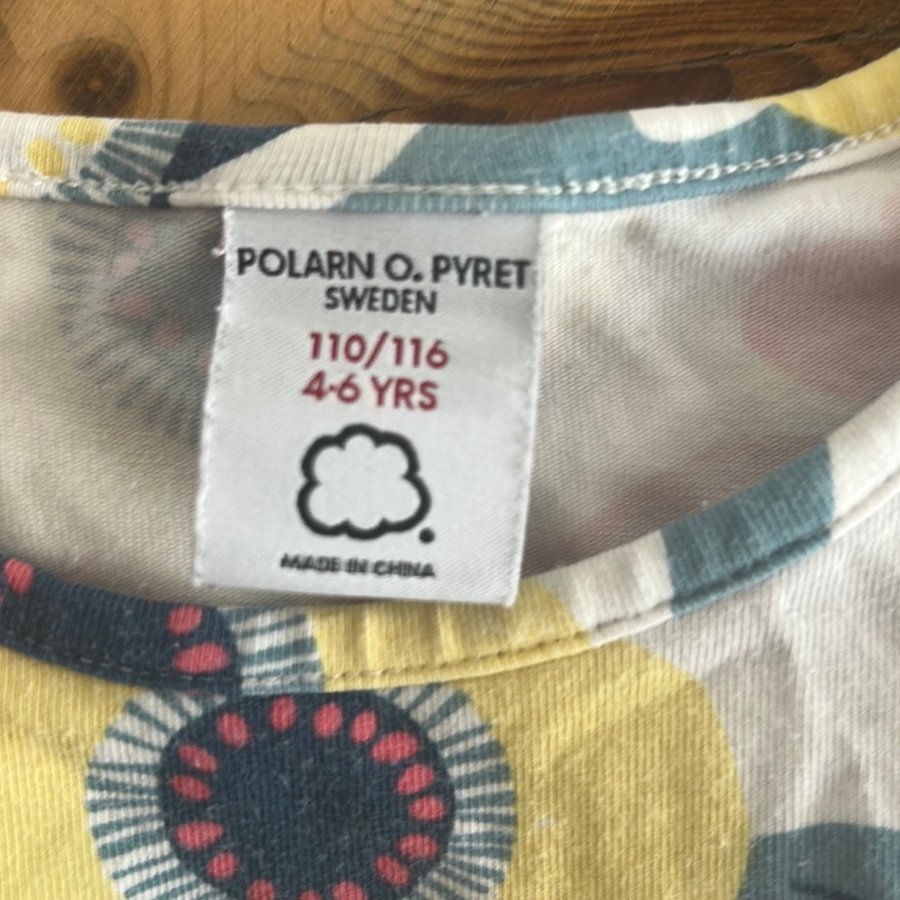 POLARN O. PYRET
SWEDEN
110/116
4-6 YRS
MADE IN CHINA